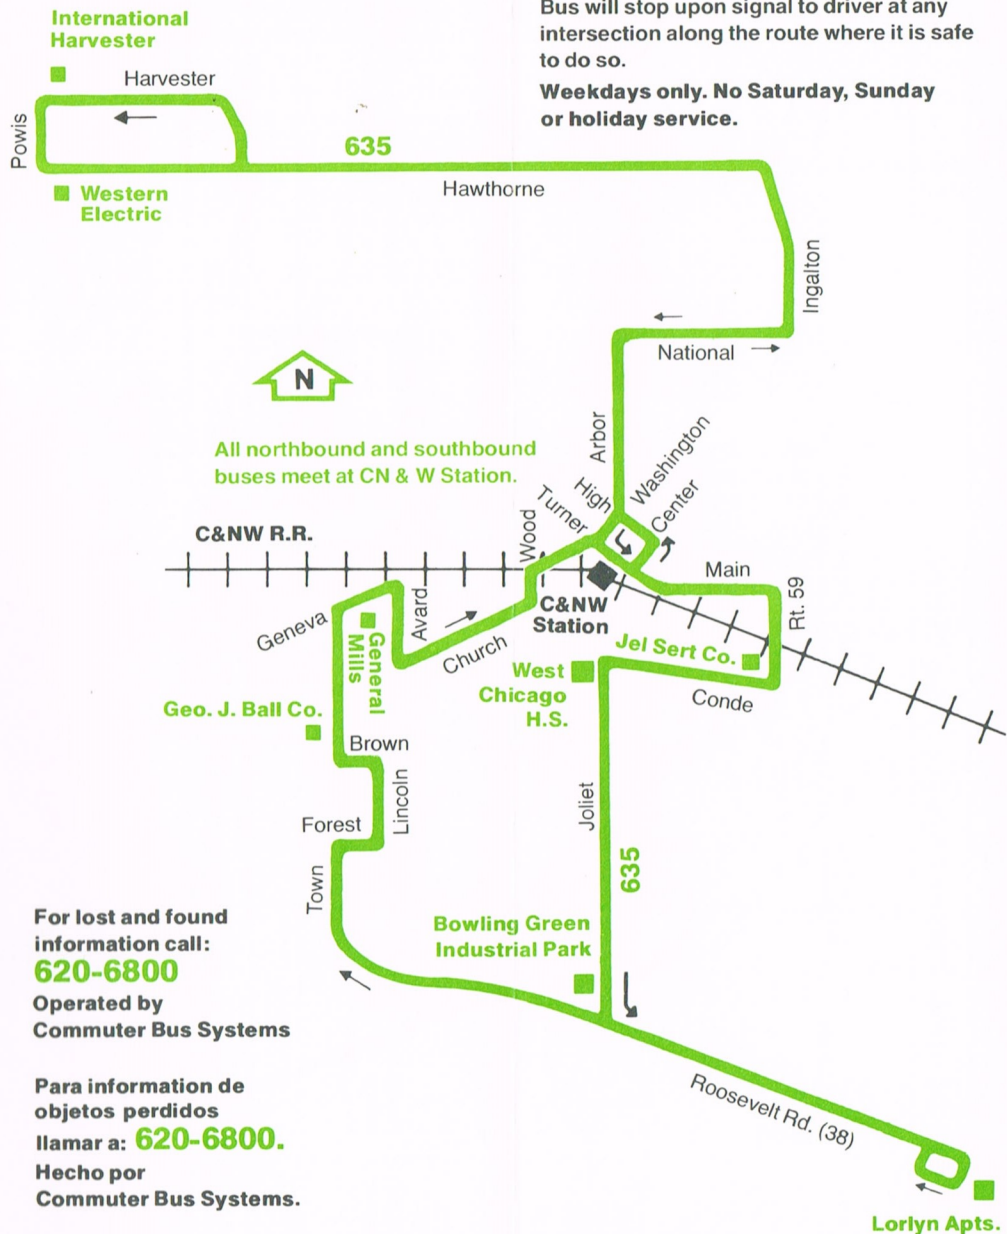 Bus will stop upon signal to driver at any
intersection along the route where it is safe
to do so.
Weekdays only. No Saturday, Sunday
or holiday service.
International
Harvester
Harvester
Powis
635
Western
Electric
Hawthorne
Ingalton
National
N
Arbor
Washington
High
Center
Turner
All northbound and southbound
buses meet at CN & W Station.
C&NW R.R.
Wood
Main
Rt. 59
C&NW
Station
Avard
Geneva
Church
General
Mills
Jel Sert Co.
West
Chicago
H.S.
Conde
Geo. J. Ball Co.
Brown
Lincoln
Joliet
Forest
635
Town
For lost and found
information call:
620-6800
Operated by
Commuter Bus Systems
Bowling Green
Industrial Park
Para information de
objetos perdidos
llamar a: 620-6800.
Hecho por
Commuter Bus Systems.
Roosevelt Rd. (38)
Lorlyn Apts.